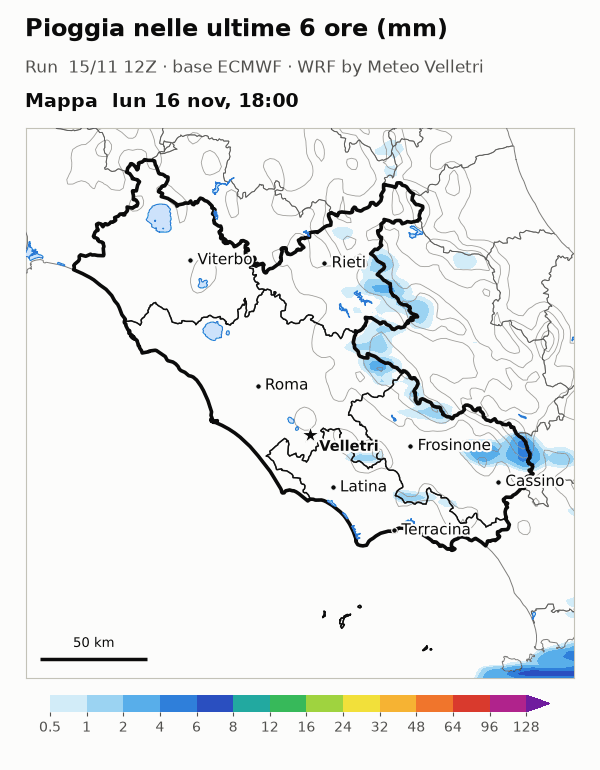 Pioggia nelle ultime 6 ore (mm)
Run  15/11 12Z · base ECMWF · WRF by Meteo Velletri
Mappa  lun 16 nov, 18:00
Viterbo
Rieti
Roma
Velletri
Frosinone
Latina
Cassino
Terracina
50 km
0.5 1 2 4 6 8 12 16 24 32 48 64 96 128